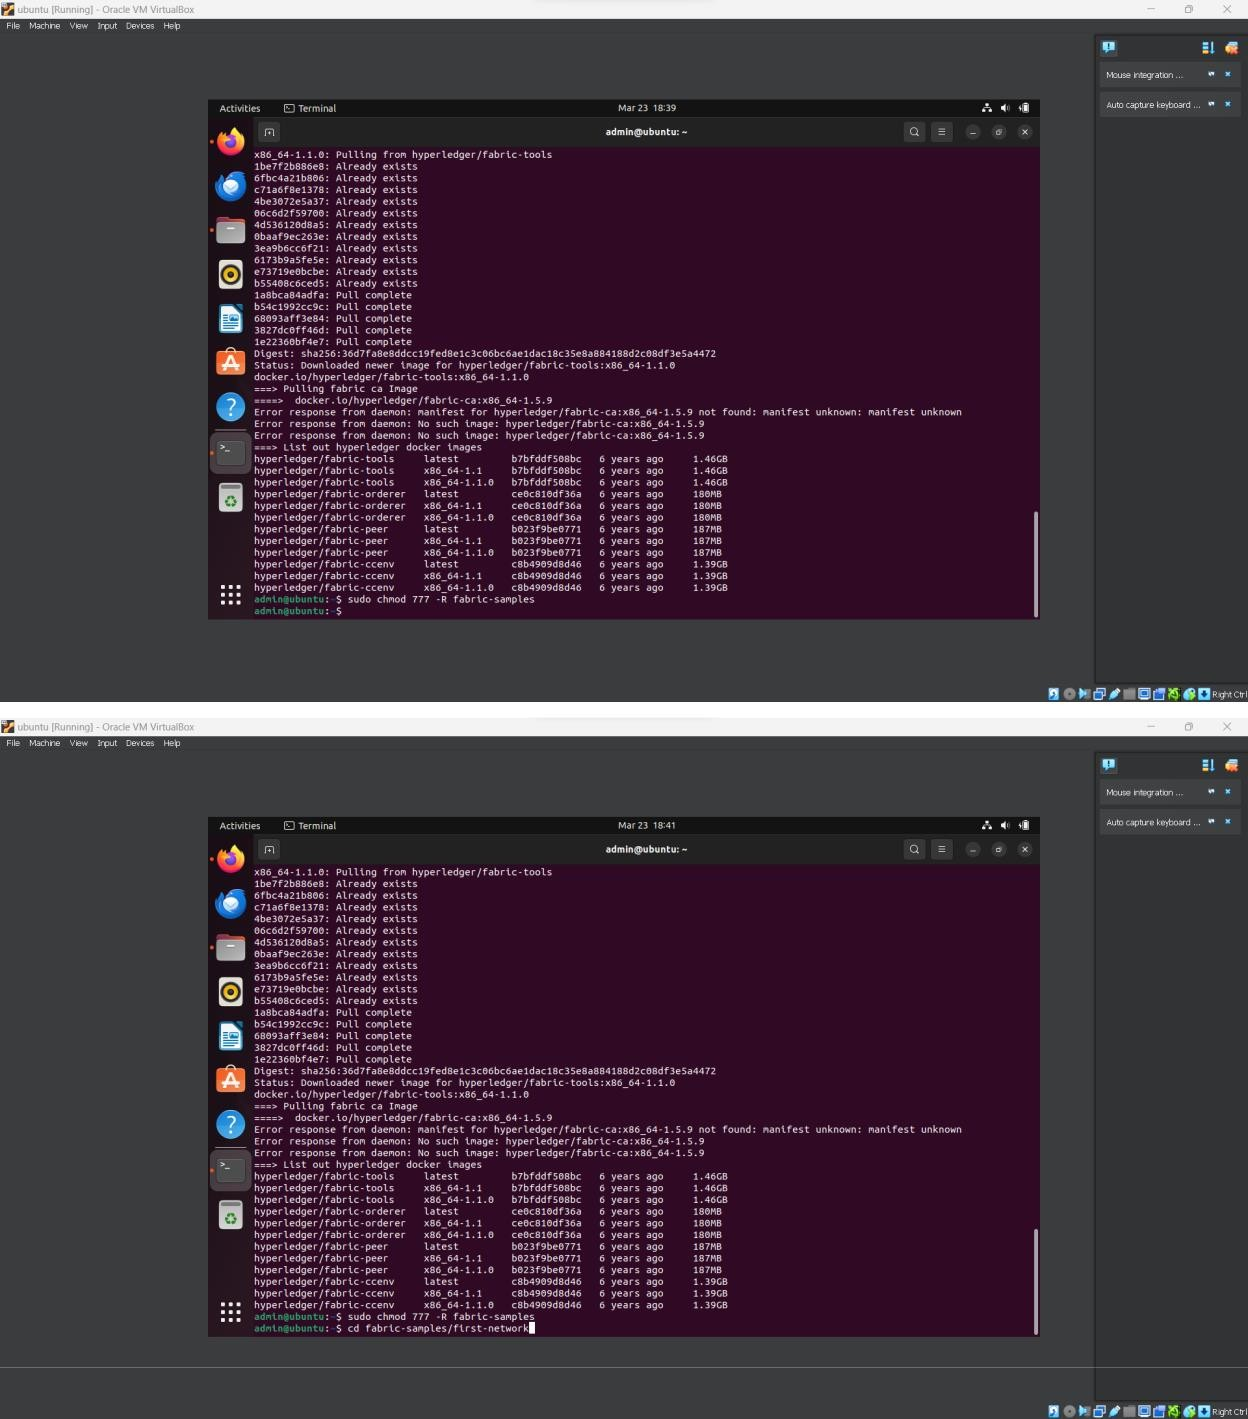 ubuntu [Running] - Oracle VM VirtualBox
File Machine View Input Devices Help
Mouse integration ...
Auto capture keyboard ...
Activities Terminal Mar 23 18:39
admin@ubuntu: ~
x86_64-1.1.0: Pulling from hyperledger/fabric-tools
1be7f2b886e8: Already exists
6fbc4a21b806: Already exists
c71a6f8e1378: Already exists
4be3072e5a37: Already exists
06c6d2f59700: Already exists
4d536120d8a5: Already exists
0baaf9ec263e: Already exists
3ea9b6cc6f21: Already exists
6173b9a5fe5e: Already exists
e73719e0bcbe: Already exists
b55408c6ced5: Already exists
1a8bca84adfa: Pull complete
b54c1992cc9c: Pull complete
68093aff3e84: Pull complete
3827dc0ff46d: Pull complete
1e22360bf4e7: Pull complete
Digest: sha256:36d7fa8e8ddcc19fed8e1c3c06bc6ae1dac18c35e8a884188d2c08df3e5a4472
Status: Downloaded newer image for hyperledger/fabric-tools:x86_64-1.1.0
docker.io/hyperledger/fabric-tools:x86_64-1.1.0
===> Pulling fabric ca Image
====> docker.io/hyperledger/fabric-ca:x86_64-1.5.9
Error response from daemon: manifest for hyperledger/fabric-ca:x86_64-1.5.9 not found: manifest unknown: manifest unknown
Error response from daemon: No such image: hyperledger/fabric-ca:x86_64-1.5.9
Error response from daemon: No such image: hyperledger/fabric-ca:x86_64-1.5.9
===> List out hyperledger docker images
hyperledger/fabric-tools latest b7bfddf508bc 6 years ago 1.46GB
hyperledger/fabric-tools x86_64-1.1 b7bfddf508bc 6 years ago 1.46GB
hyperledger/fabric-tools x86_64-1.1.0 b7bfddf508bc 6 years ago 1.46GB
hyperledger/fabric-orderer latest ce0c810df36a 6 years ago 180MB
hyperledger/fabric-orderer x86_64-1.1 ce0c810df36a 6 years ago 180MB
hyperledger/fabric-orderer x86_64-1.1.0 ce0c810df36a 6 years ago 180MB
hyperledger/fabric-peer latest b023f9be0771 6 years ago 187MB
hyperledger/fabric-peer x86_64-1.1 b023f9be0771 6 years ago 187MB
hyperledger/fabric-peer x86_64-1.1.0 b023f9be0771 6 years ago 187MB
hyperledger/fabric-ccenv latest c8b4909d8d46 6 years ago 1.39GB
hyperledger/fabric-ccenv x86_64-1.1 c8b4909d8d46 6 years ago 1.39GB
hyperledger/fabric-ccenv x86_64-1.1.0 c8b4909d8d46 6 years ago 1.39GB
admin@ubuntu:~$ sudo chmod 777 -R fabric-samples
admin@ubuntu:~$
Right Ctrl
ubuntu [Running] - Oracle VM VirtualBox
File Machine View Input Devices Help
Mouse integration ...
Auto capture keyboard ...
Activities Terminal Mar 23 18:41
admin@ubuntu: ~
x86_64-1.1.0: Pulling from hyperledger/fabric-tools
1be7f2b886e8: Already exists
6fbc4a21b806: Already exists
c71a6f8e1378: Already exists
4be3072e5a37: Already exists
06c6d2f59700: Already exists
4d536120d8a5: Already exists
0baaf9ec263e: Already exists
3ea9b6cc6f21: Already exists
6173b9a5fe5e: Already exists
e73719e0bcbe: Already exists
b55408c6ced5: Already exists
1a8bca84adfa: Pull complete
b54c1992cc9c: Pull complete
68093aff3e84: Pull complete
3827dc0ff46d: Pull complete
1e22360bf4e7: Pull complete
Digest: sha256:36d7fa8e8ddcc19fed8e1c3c06bc6ae1dac18c35e8a884188d2c08df3e5a4472
Status: Downloaded newer image for hyperledger/fabric-tools:x86_64-1.1.0
docker.io/hyperledger/fabric-tools:x86_64-1.1.0
===> Pulling fabric ca Image
====> docker.io/hyperledger/fabric-ca:x86_64-1.5.9
Error response from daemon: manifest for hyperledger/fabric-ca:x86_64-1.5.9 not found: manifest unknown: manifest unknown
Error response from daemon: No such image: hyperledger/fabric-ca:x86_64-1.5.9
Error response from daemon: No such image: hyperledger/fabric-ca:x86_64-1.5.9
===> List out hyperledger docker images
hyperledger/fabric-tools latest b7bfddf508bc 6 years ago 1.46GB
hyperledger/fabric-tools x86_64-1.1 b7bfddf508bc 6 years ago 1.46GB
hyperledger/fabric-tools x86_64-1.1.0 b7bfddf508bc 6 years ago 1.46GB
hyperledger/fabric-orderer latest ce0c810df36a 6 years ago 180MB
hyperledger/fabric-orderer x86_64-1.1 ce0c810df36a 6 years ago 180MB
hyperledger/fabric-orderer x86_64-1.1.0 ce0c810df36a 6 years ago 180MB
hyperledger/fabric-peer latest b023f9be0771 6 years ago 187MB
hyperledger/fabric-peer x86_64-1.1 b023f9be0771 6 years ago 187MB
hyperledger/fabric-peer x86_64-1.1.0 b023f9be0771 6 years ago 187MB
hyperledger/fabric-ccenv latest c8b4909d8d46 6 years ago 1.39GB
hyperledger/fabric-ccenv x86_64-1.1 c8b4909d8d46 6 years ago 1.39GB
hyperledger/fabric-ccenv x86_64-1.1.0 c8b4909d8d46 6 years ago 1.39GB
admin@ubuntu:~$ sudo chmod 777 -R fabric-samples
admin@ubuntu:~$ cd fabric-samples/first-network
Right Ctrl